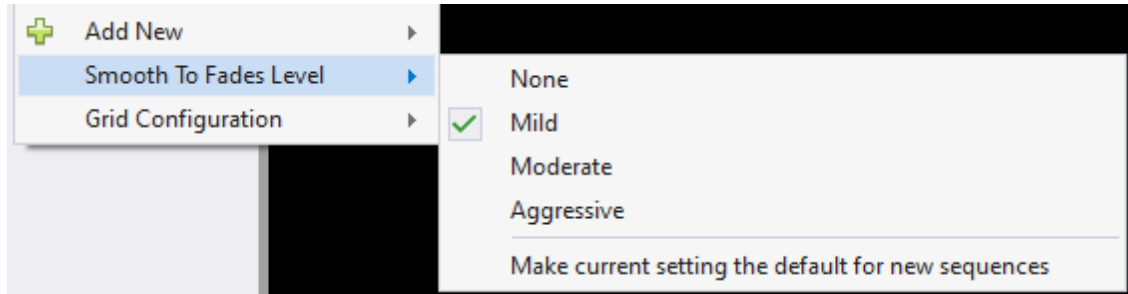 Add New
Smooth To Fades Level
Grid Configuration
None
Mild
Moderate
Aggressive
Make current setting the default for new sequences